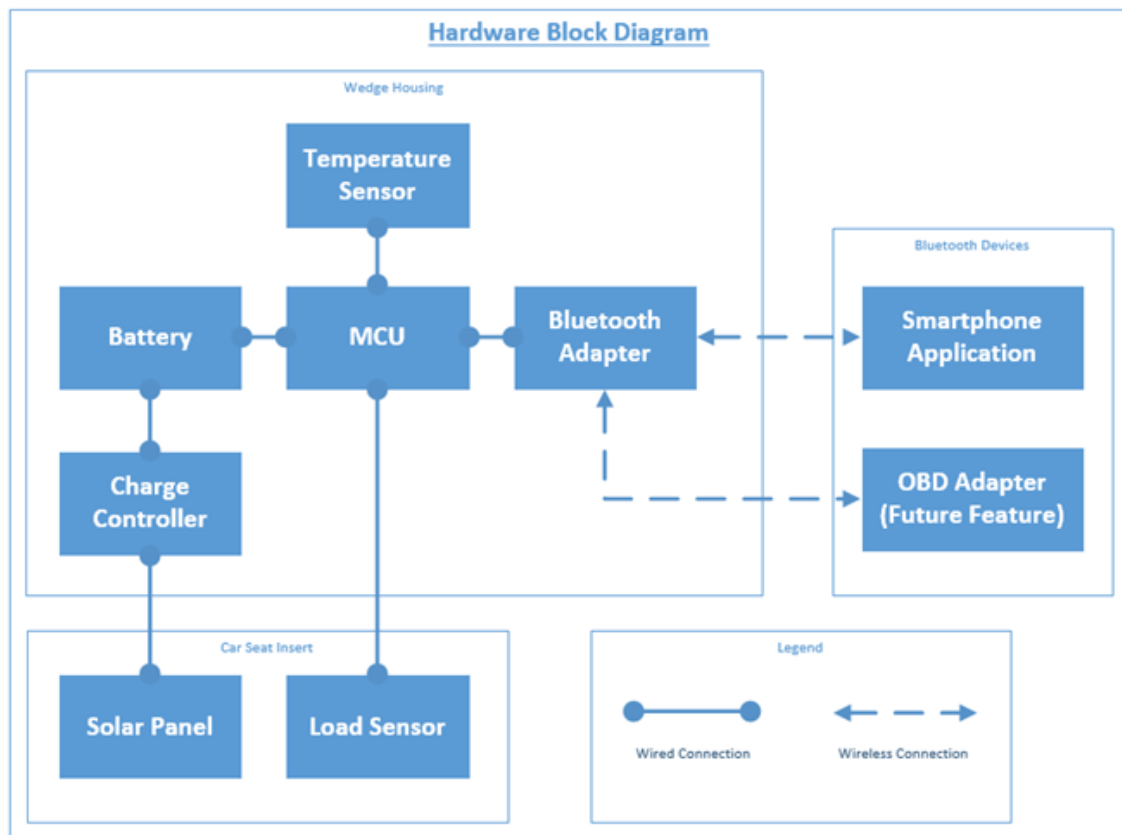 Hardware Block Diagram
Wedge Housing
Temperature
Sensor
Bluetooth Devices
Battery
MCU
Bluetooth
Adapter
Smartphone
Application
Charge
Controller
OBD Adapter
(Future Feature)
Car Seat Insert
Legend
Solar Panel
Load Sensor
Wired Connection
Wireless Connection